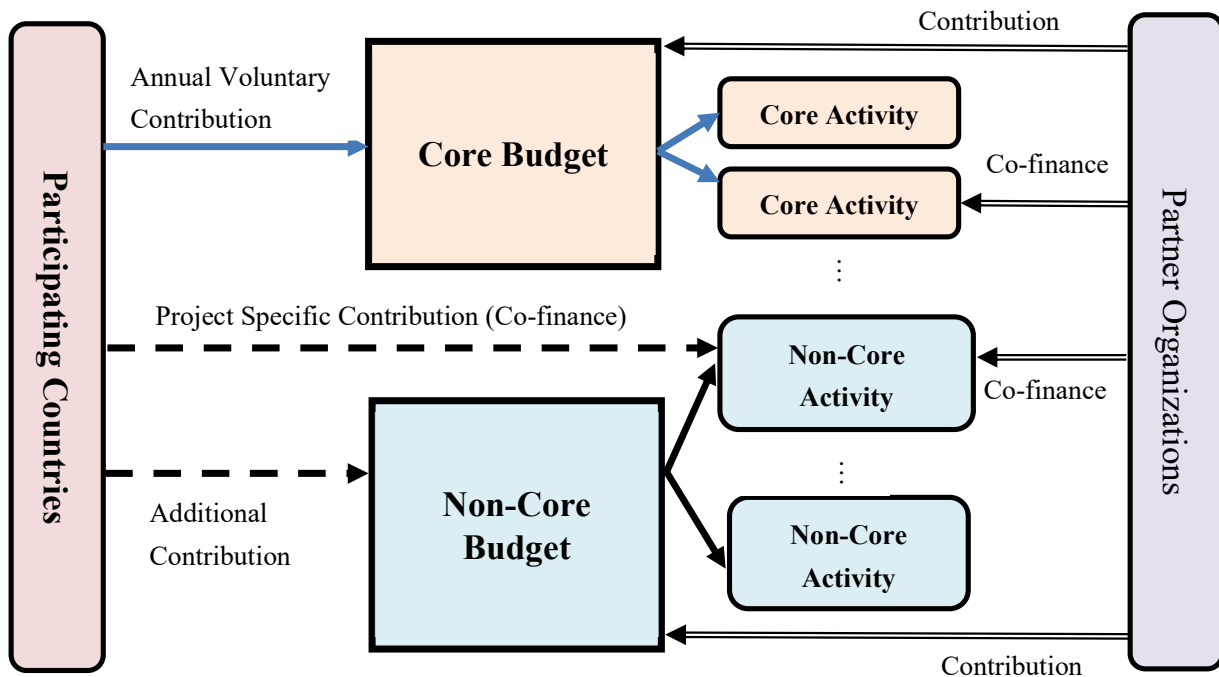 Participating Countries
Annual Voluntary
Contribution
Core Budget
Contribution
Core Activity
Co-finance
Core Activity
⋮
Project Specific Contribution (Co-finance)
Non-Core
Activity
Co-finance
⋮
Additional
Contribution
Non-Core
Budget
Non-Core
Activity
Contribution
Partner Organizations